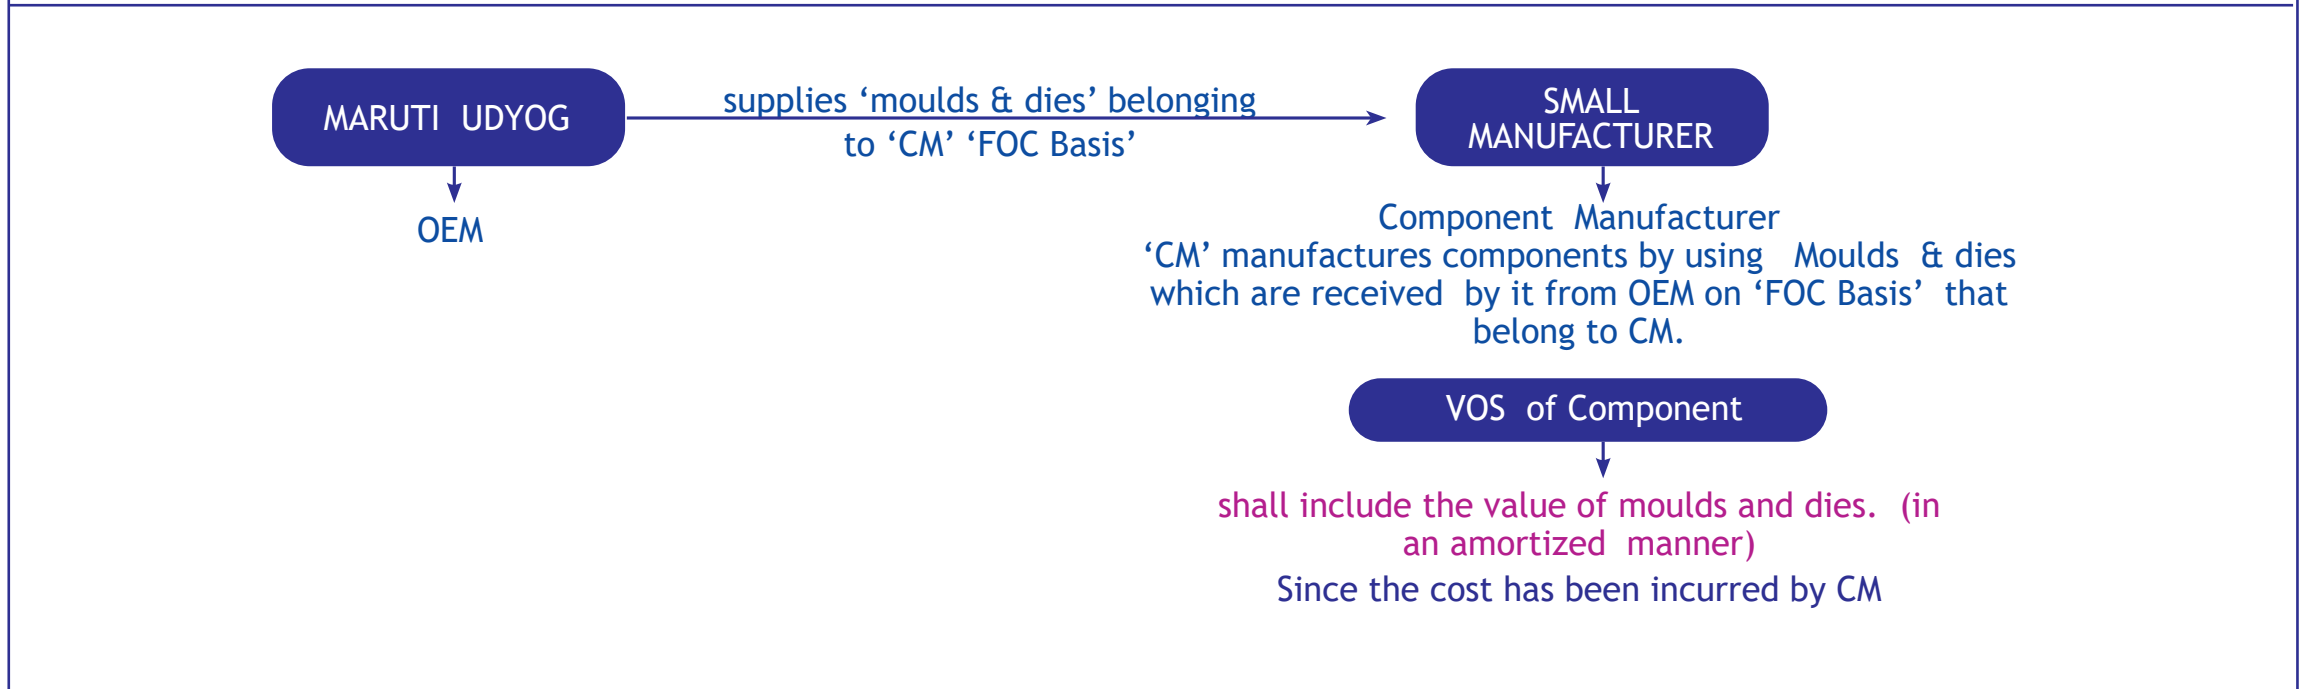 MARUTI UDYOG
supplies ‘moulds & dies’ belonging
to ‘CM’ ‘FOC Basis’
SMALL
MANUFACTURER
OEM
Component Manufacturer
‘CM’ manufactures components by using Moulds & dies
which are received by it from OEM on ‘FOC Basis’ that
belong to CM.
VOS of Component
shall include the value of moulds and dies. (in
an amortized manner)
Since the cost has been incurred by CM